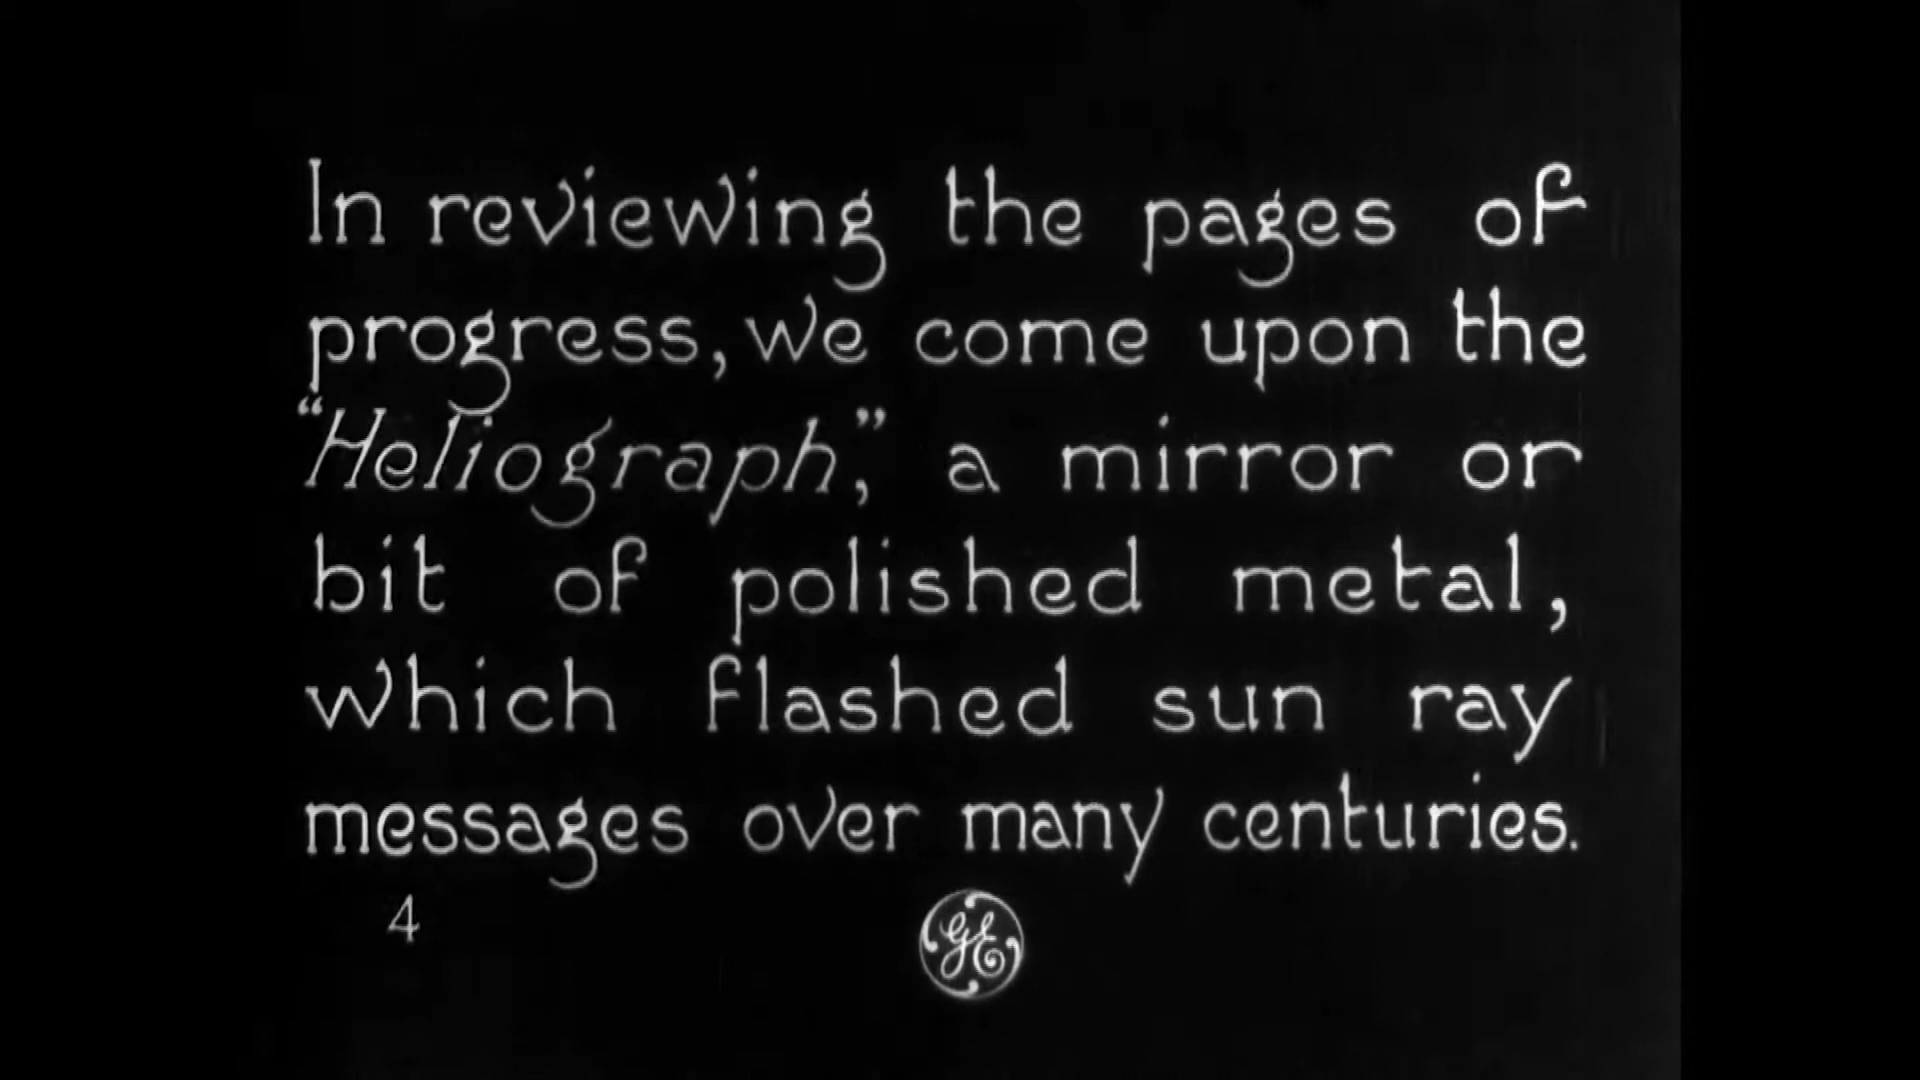 In reviewing the pages of
progress, we come upon the
“Heliograph,” a mirror or
bit of polished metal,
which flashed sun ray
messages over many centuries.
4
GE